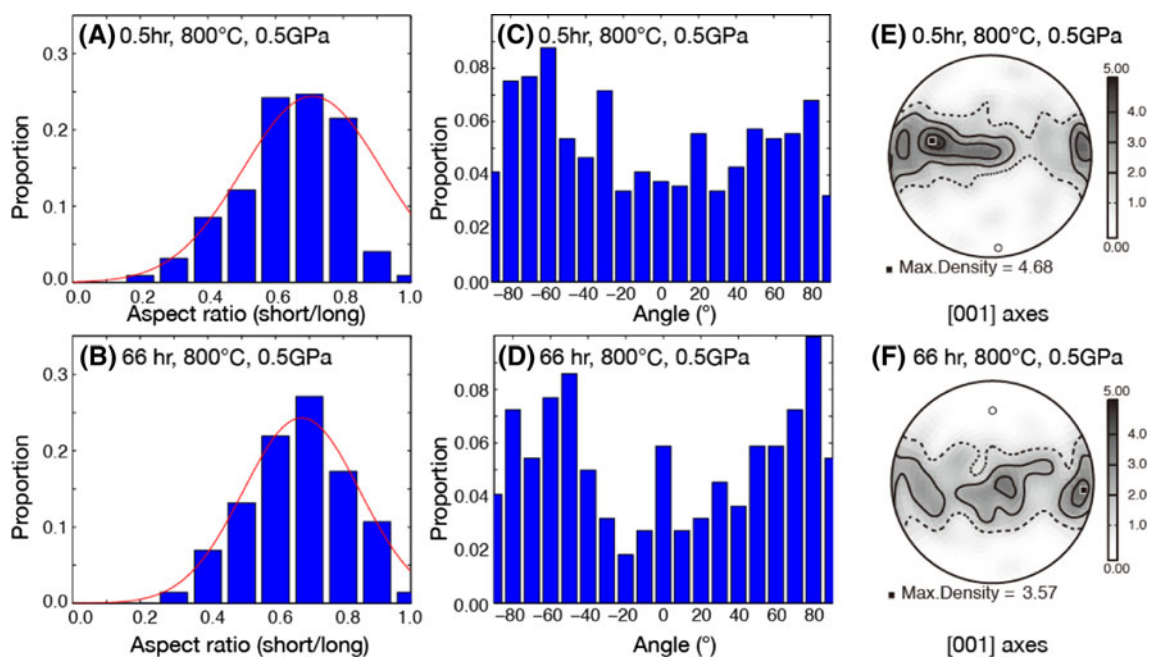 (A) 0.5hr, 800°C, 0.5GPa
0.3
0.2
0.1
0.0
Proportion
0.0 0.2 0.4 0.6 0.8 1.0
Aspect ratio (short/long)
(C) 0.5hr, 800°C, 0.5GPa
0.08
0.06
0.04
0.02
0.00
Proportion
−80 −60 −40 −20 0 20 40 60 80
Angle (°)
(E) 0.5hr, 800°C, 0.5GPa
5.00
4.0
3.0
2.0
1.0
0.00
Max.Density = 4.68
[001] axes
(B) 66 hr, 800°C, 0.5GPa
0.3
0.2
0.1
0.0
Proportion
0.0 0.2 0.4 0.6 0.8 1.0
Aspect ratio (short/long)
(D) 66 hr, 800°C, 0.5GPa
0.08
0.06
0.04
0.02
0.00
Proportion
−80 −60 −40 −20 0 20 40 60 80
Angle (°)
(F) 66 hr, 800°C, 0.5GPa
5.00
4.0
3.0
2.0
1.0
0.00
Max.Density = 3.57
[001] axes